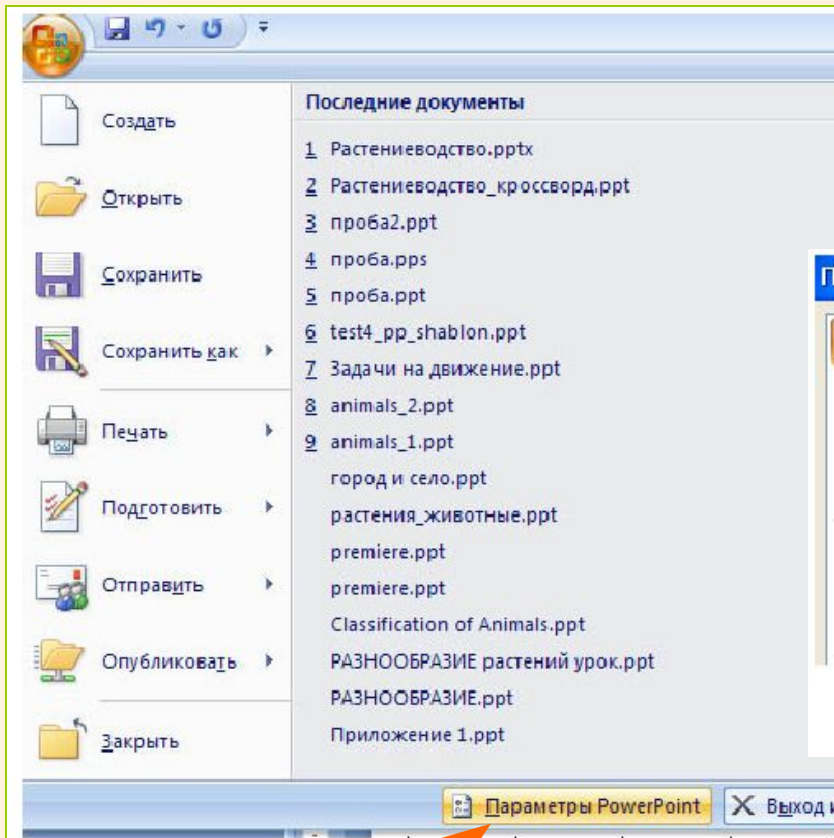 Создать
Открыть
Сохранить
Сохранить как
Печать
Подготовить
Отправить
Опубликовать
Закрыть
Последние документы
1 Растениеводство.pptx
2 Растениеводство_кроссворд.ppt
3 проба2.ppt
4 проба.pps
5 проба.ppt
6 test4_pp_shablon.ppt
7 Задачи на движение.ppt
8 animals_2.ppt
9 animals_1.ppt
город и село.ppt
растения_животные.ppt
premiere.ppt
premiere.ppt
Classification of Animals.ppt
РАЗНООБРАЗИЕ растений урок.ppt
РАЗНООБРАЗИЕ.ppt
Приложение 1.ppt
П
Параметры PowerPoint
Выход и